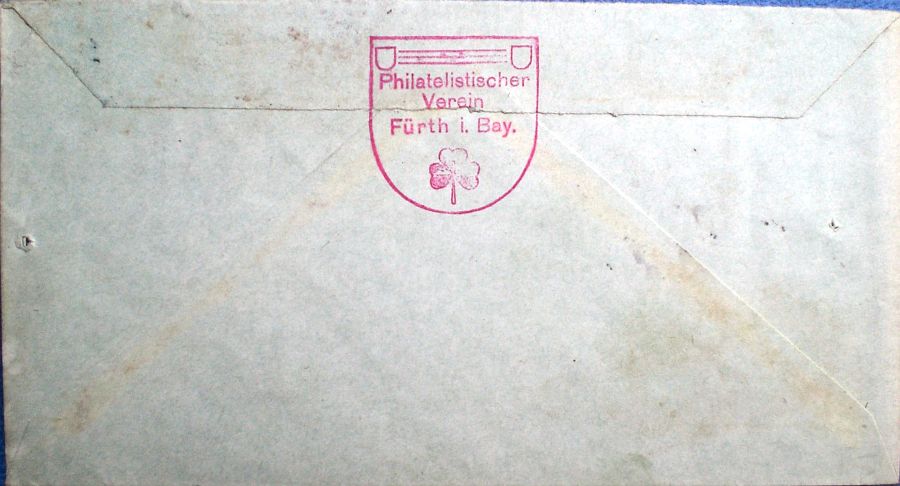 Philatelistischer
Verein
Fürth i. Bay.